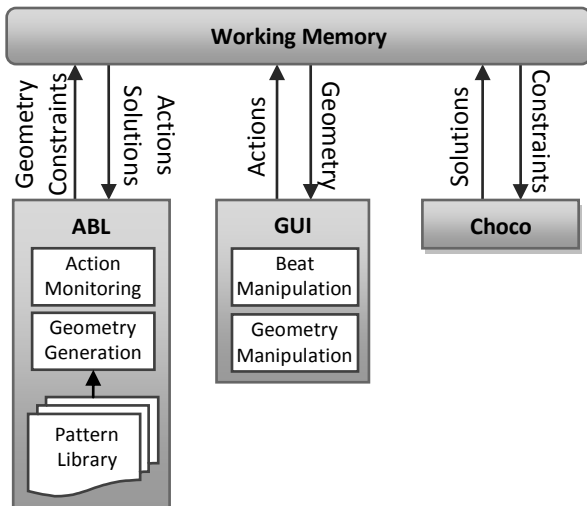 Working Memory
Geometry
Constraints
Solutions
Actions
Actions
Geometry
Solutions
Constraints
ABL
Action
Monitoring
Geometry
Generation
Pattern
Library
GUI
Beat
Manipulation
Geometry
Manipulation
Choco